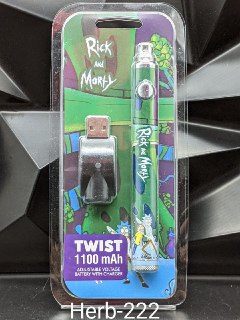 Rick
AND
Morty
Rick
AND
Morty
TWIST
1100 mAh
ADJUSTABLE VOLTAGE
BATTERY WITH CHARGER
Herb-222